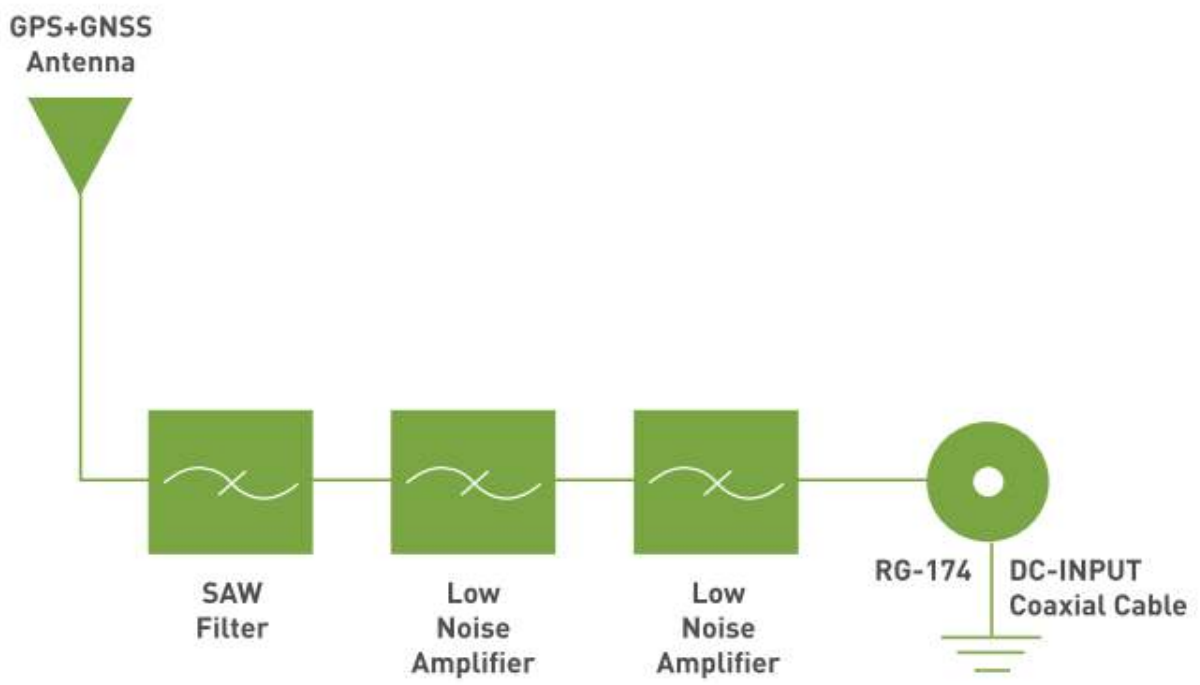 GPS+GNSS
Antenna
SAW
Filter
Low
Noise
Amplifier
Low
Noise
Amplifier
RG-174
DC-INPUT
Coaxial Cable